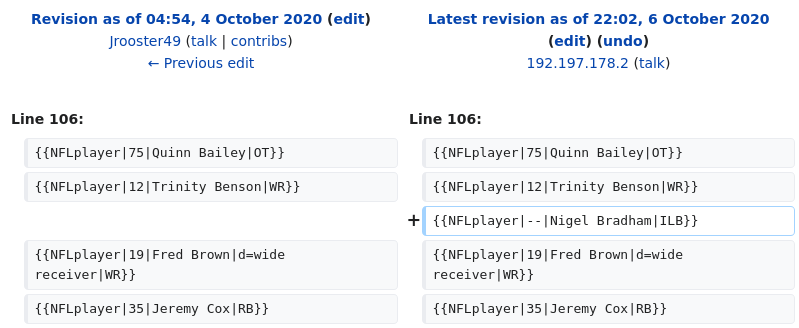 Revision as of 04:54, 4 October 2020 (edit)
Jrooster49 (talk | contribs)
← Previous edit
Latest revision as of 22:02, 6 October 2020
(edit) (undo)
192.197.178.2 (talk)
Line 106:
Line 106:
{{NFLplayer|75|Quinn Bailey|OT}}
{{NFLplayer|75|Quinn Bailey|OT}}
{{NFLplayer|12|Trinity Benson|WR}}
{{NFLplayer|12|Trinity Benson|WR}}
+ {{NFLplayer|--|Nigel Bradham|ILB}}
{{NFLplayer|19|Fred Brown|d=wide
receiver|WR}}
{{NFLplayer|19|Fred Brown|d=wide
receiver|WR}}
{{NFLplayer|35|Jeremy Cox|RB}}
{{NFLplayer|35|Jeremy Cox|RB}}